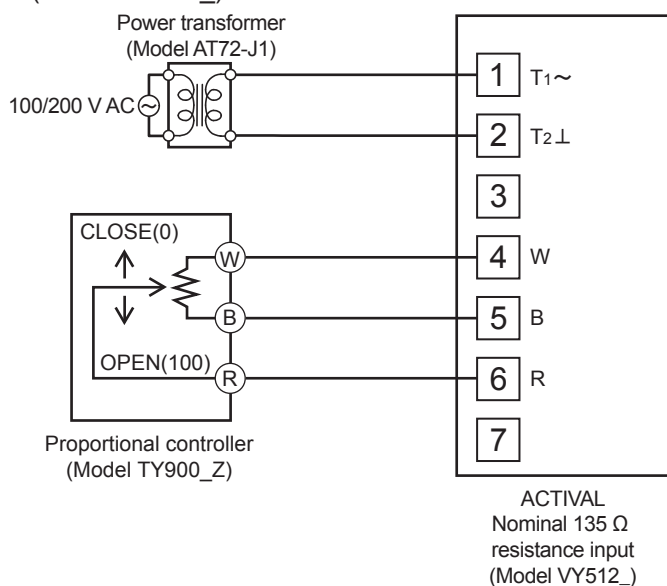 Power transformer
(Model AT72-J1)
100/200 V AC
1 T1~
2 T2⊥
3
CLOSE(0)
W
4 W
B
5 B
OPEN(100)
R
6 R
7
Proportional controller
(Model TY900_Z)
ACTIVAL
Nominal 135 Ω
resistance input
(Model VY512_)